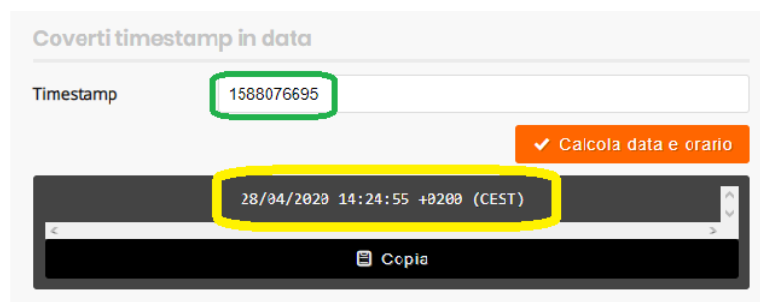 Coverti timestamp in data
Timestamp 1588076695
Calcola data e orario
28/04/2020 14:24:55 +0200 (CEST)
Copia